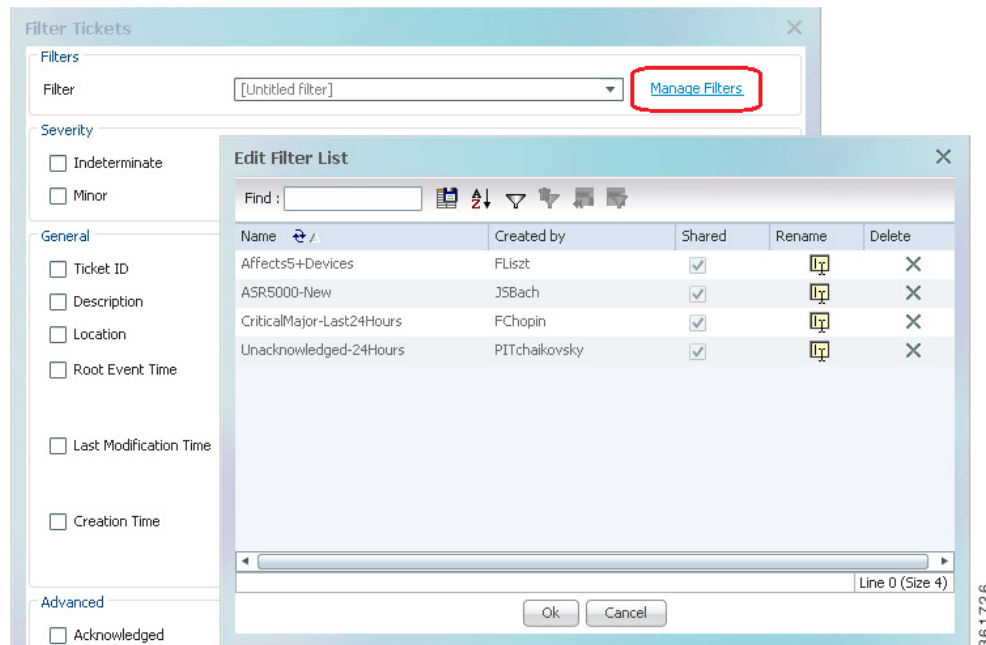 Filter Tickets
Filters
Filter [Untitled filter] Manage Filters
Severity
Indeterminate
Minor
General
Ticket ID
Description
Location
Root Event Time
Last Modification Time
Creation Time
Advanced
Acknowledged
Edit Filter List
Find :
Name Created by Shared Rename Delete
Affects5+Devices FLiszt
ASR5000-New JSBach
CriticalMajor-Last24Hours FChopin
Unacknowledged-24Hours PITchaikovsky
Line 0 (Size 4)
Ok Cancel
361726